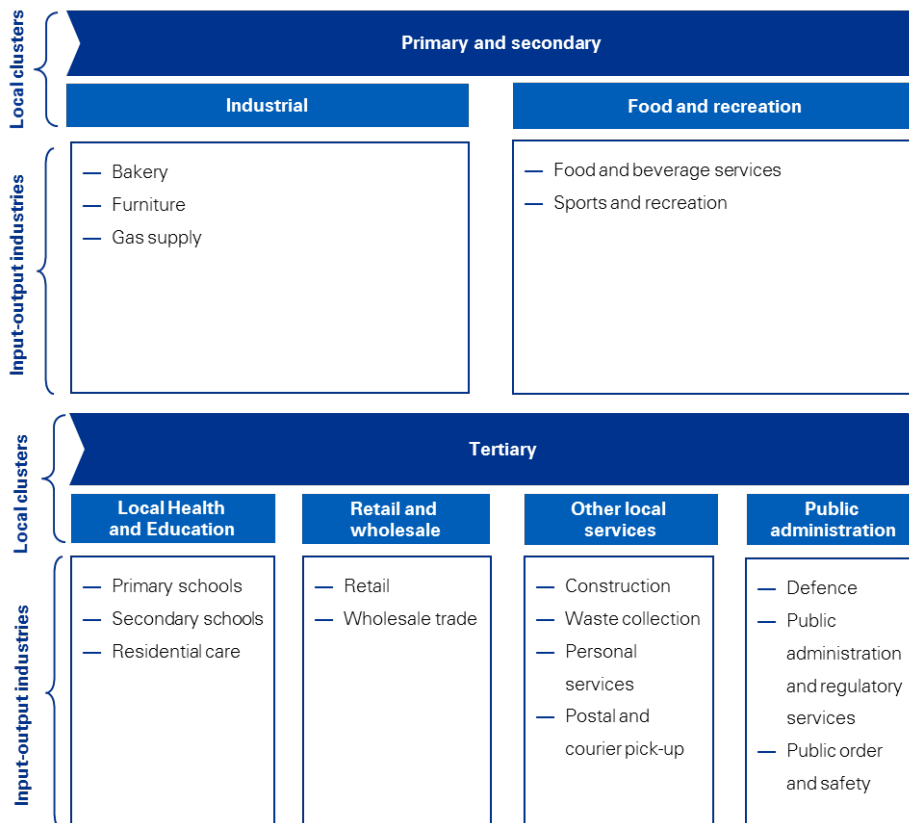 Local clusters
Primary and secondary
Industrial
Food and recreation
Input-output industries
— Bakery
— Furniture
— Gas supply
— Food and beverage services
— Sports and recreation
Local clusters
Tertiary
Local Health
and Education
Retail and
wholesale
Other local
services
Public
administration
Input-output industries
— Primary schools
— Secondary schools
— Residential care
— Retail
— Wholesale trade
— Construction
— Waste collection
— Personal
services
— Postal and
courier pick-up
— Defence
— Public
administration
and regulatory
services
— Public order
and safety